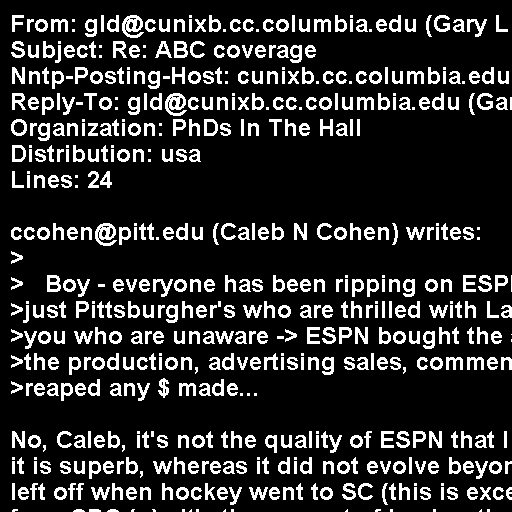 From: gld@cunixb.cc.columbia.edu (Gary L
Subject: Re: ABC coverage
Nntp-Posting-Host: cunixb.cc.columbia.edu
Reply-To: gld@cunixb.cc.columbia.edu (Gar
Organization: PhDs In The Hall
Distribution: usa
Lines: 24

ccohen@pitt.edu (Caleb N Cohen) writes:
>
>   Boy - everyone has been ripping on ESP
>just Pittsburgher's who are thrilled with La
>you who are unaware -> ESPN bought the
>the production, advertising sales, commen
>reaped any $ made...

No, Caleb, it's not the quality of ESPN that I
it is superb, whereas it did not evolve beyor
left off when hockey went to SC (this is exce